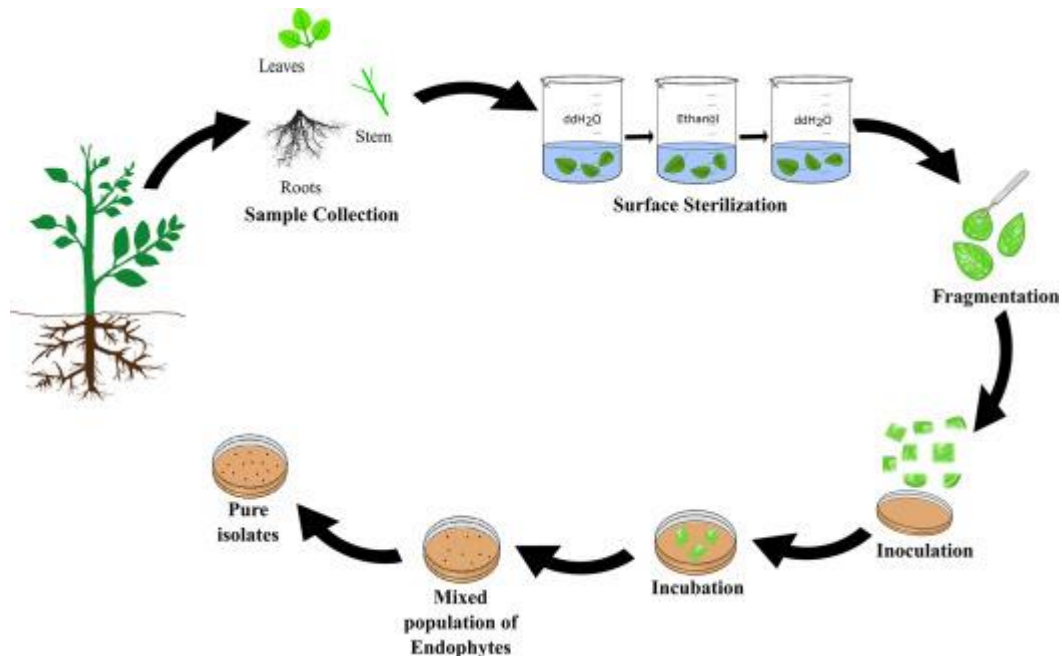 Leaves
Stem
Roots
Sample Collection
ddH2O
Ethanol
ddH2O
Surface Sterilization
Fragmentation
Inoculation
Incubation
Mixed
population of
Endophytes
Pure
isolates